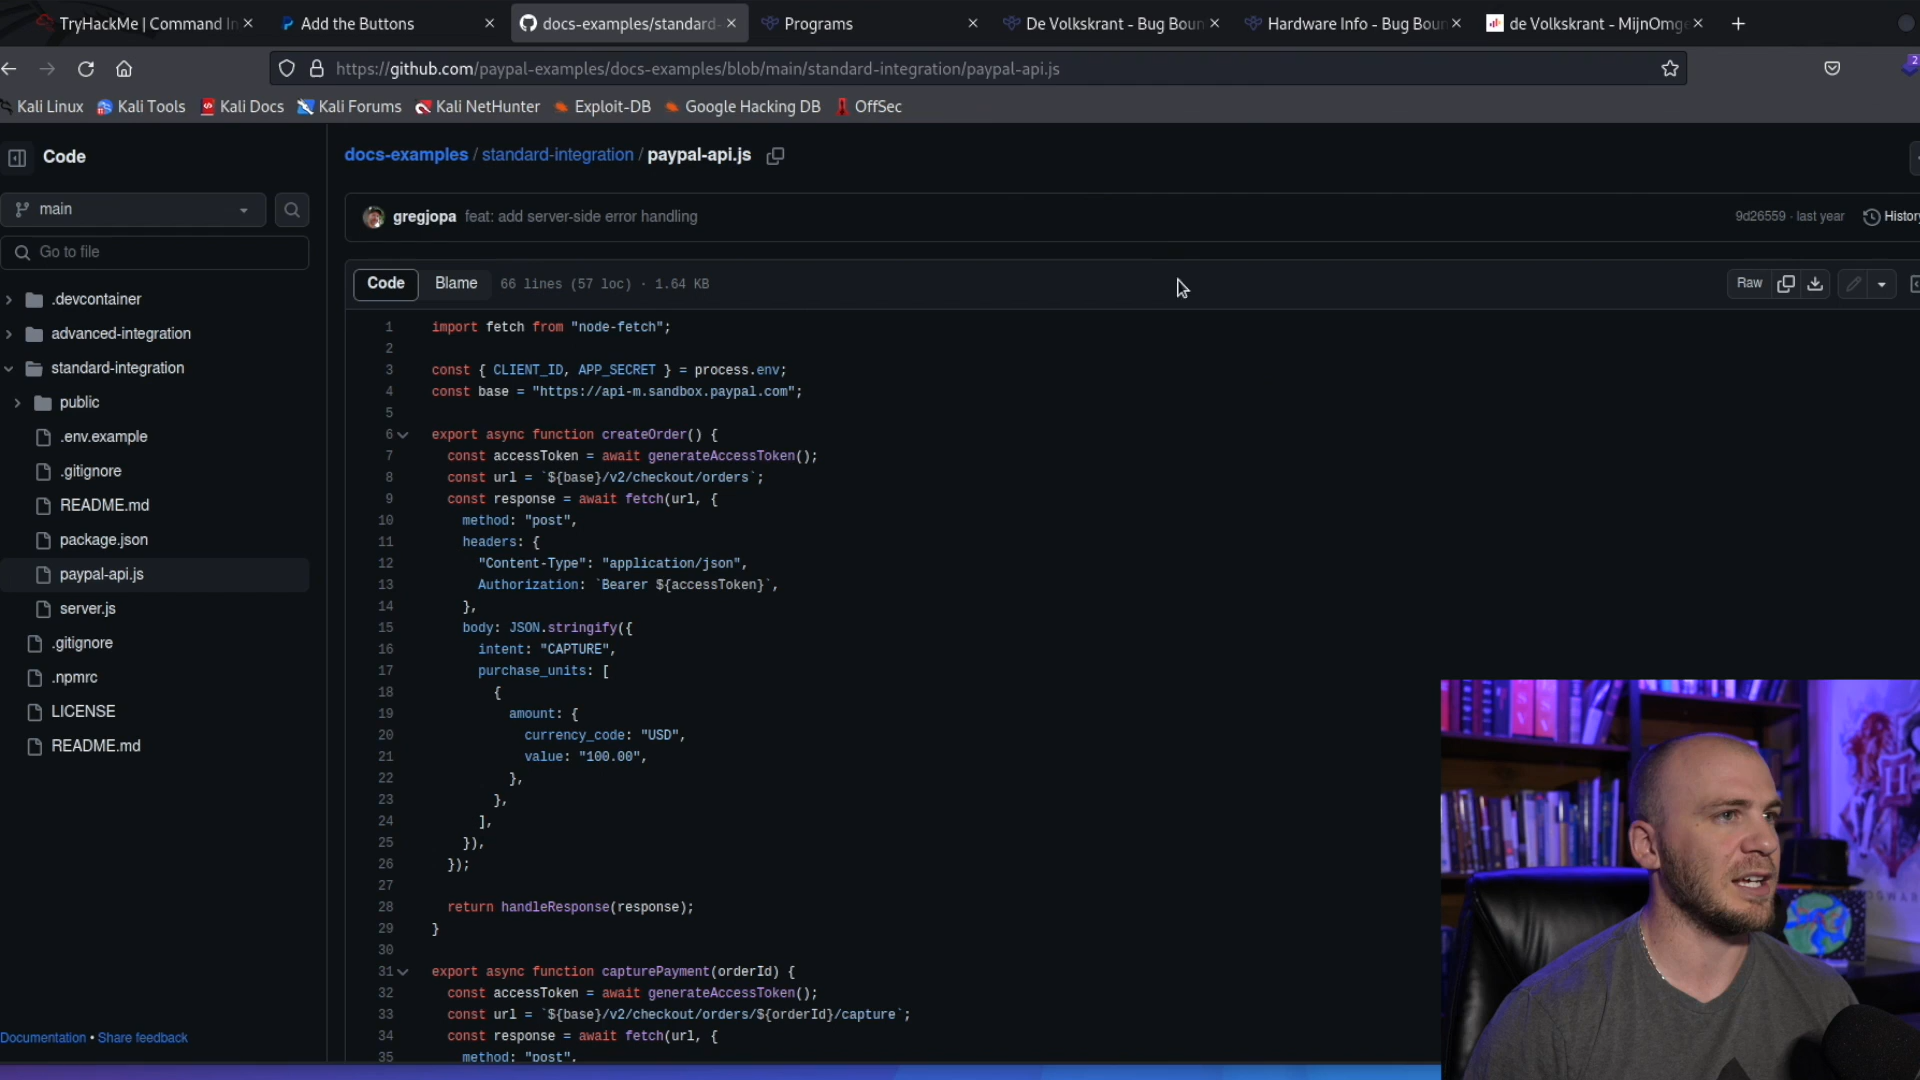 TryHackMe | Command In
Add the Buttons
docs-examples/standard-
Programs
De Volkskrant - Bug Boun
Hardware Info - Bug Boun
de Volkskrant - MijnOmge
https://github.com/paypal-examples/docs-examples/blob/main/standard-integration/paypal-api.js
2
Kali Linux
Kali Tools
Kali Docs
Kali Forums
Kali NetHunter
Exploit-DB
Google Hacking DB
OffSec
Code
main
Go to file
.devcontainer
advanced-integration
standard-integration
public
.env.example
.gitignore
README.md
package.json
paypal-api.js
server.js
.gitignore
.npmrc
LICENSE
README.md
Documentation • Share feedback
docs-examples / standard-integration / paypal-api.js
gregjopa feat: add server-side error handling
9d26559 · last year
History
Code
Blame
66 lines (57 loc) · 1.64 KB
Raw
1 import fetch from "node-fetch";
2
3 const { CLIENT_ID, APP_SECRET } = process.env;
4 const base = "https://api-m.sandbox.paypal.com";
5
6 export async function createOrder() {
7 const accessToken = await generateAccessToken();
8 const url = `${base}/v2/checkout/orders`;
9 const response = await fetch(url, {
10 method: "post",
11 headers: {
12 "Content-Type": "application/json",
13 Authorization: `Bearer ${accessToken}`,
14 },
15 body: JSON.stringify({
16 intent: "CAPTURE",
17 purchase_units: [
18 {
19 amount: {
20 currency_code: "USD",
21 value: "100.00",
22 },
23 },
24 ],
25 }),
26 });
27
28 return handleResponse(response);
29 }
30
31 export async function capturePayment(orderId) {
32 const accessToken = await generateAccessToken();
33 const url = `${base}/v2/checkout/orders/${orderId}/capture`;
34 const response = await fetch(url, {
35 method: "post",